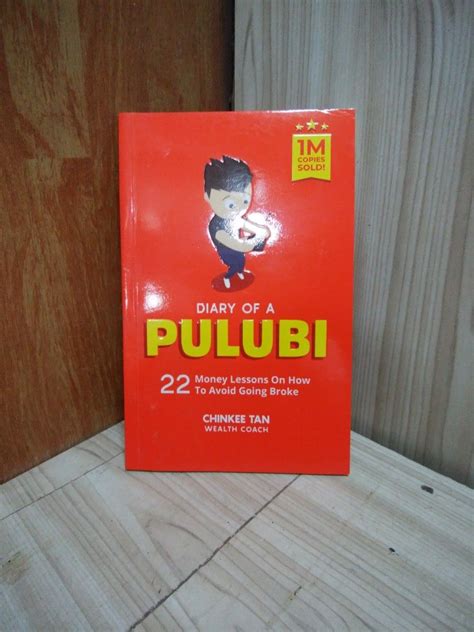 1M
COPIES
SOLD!
DIARY OF A
PULUBI
22 Money Lessons On How
To Avoid Going Broke
CHINKEE TAN
WEALTH COACH